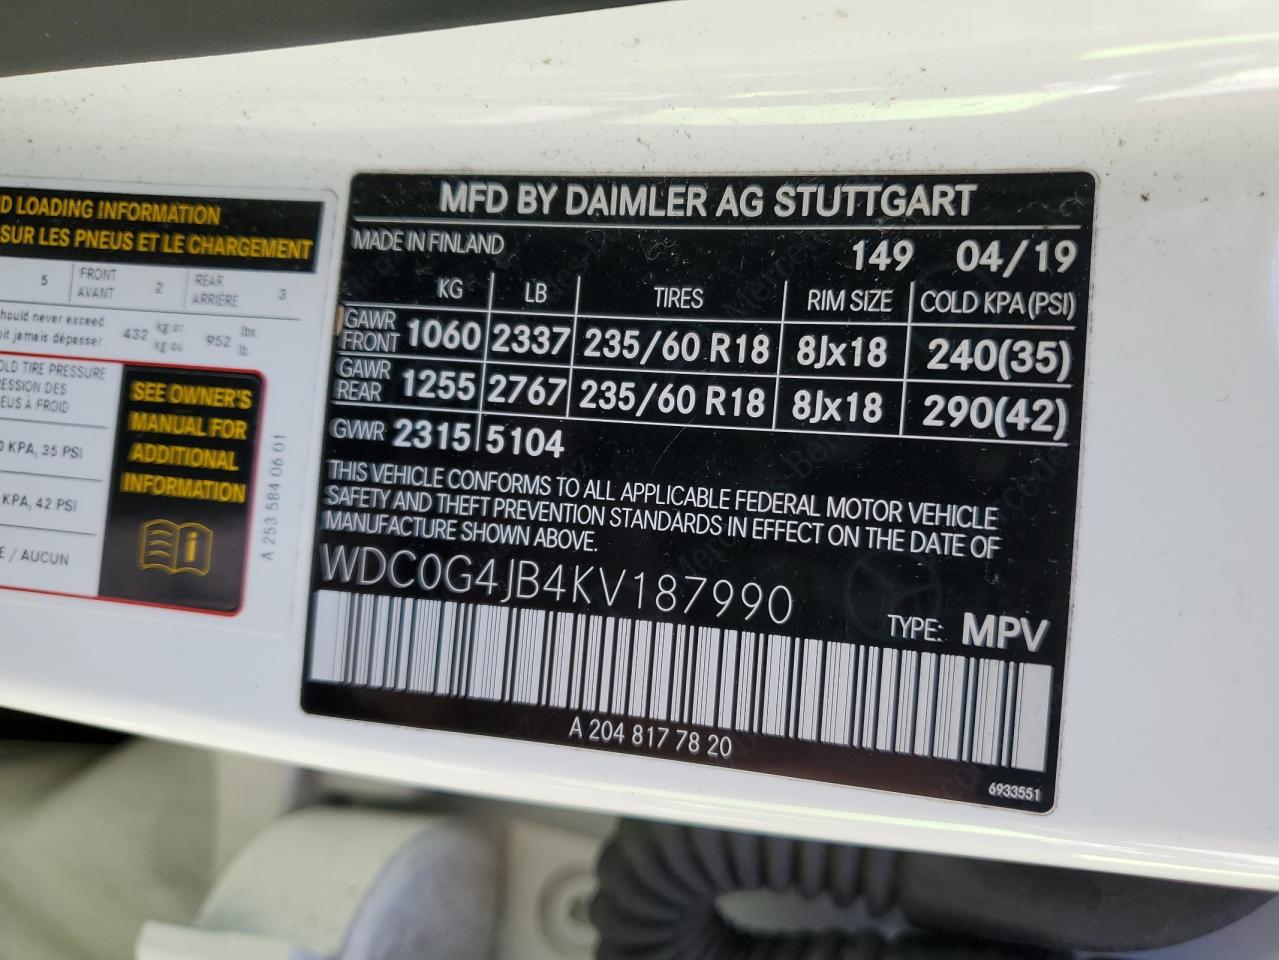 D LOADING INFORMATION
SUR LES PNEUS ET LE CHARGEMENT
5 FRONT AVANT 2 REAR ARRIÈRE 3
hould never exceed
oit jamais dépasser 432 kg or kg ou 952 lbs. lb.
OLD TIRE PRESSURE
RESSION DES
EUS À FROID
0 KPA, 35 PSI
KPA, 42 PSI
E / AUCUN
SEE OWNER'S
MANUAL FOR
ADDITIONAL
INFORMATION
A 253 584 06 01
MFD BY DAIMLER AG STUTTGART
MADE IN FINLAND 149 04/19
KG LB TIRES RIM SIZE COLD KPA (PSI)
GAWR FRONT 1060 2337 235/60 R18 8Jx18 240(35)
GAWR REAR 1255 2767 235/60 R18 8Jx18 290(42)
GVWR 2315 5104
THIS VEHICLE CONFORMS TO ALL APPLICABLE FEDERAL MOTOR VEHICLE
SAFETY AND THEFT PREVENTION STANDARDS IN EFFECT ON THE DATE OF
MANUFACTURE SHOWN ABOVE.
WDC0G4JB4KV187990
TYPE: MPV
A 204 817 78 20
6933551